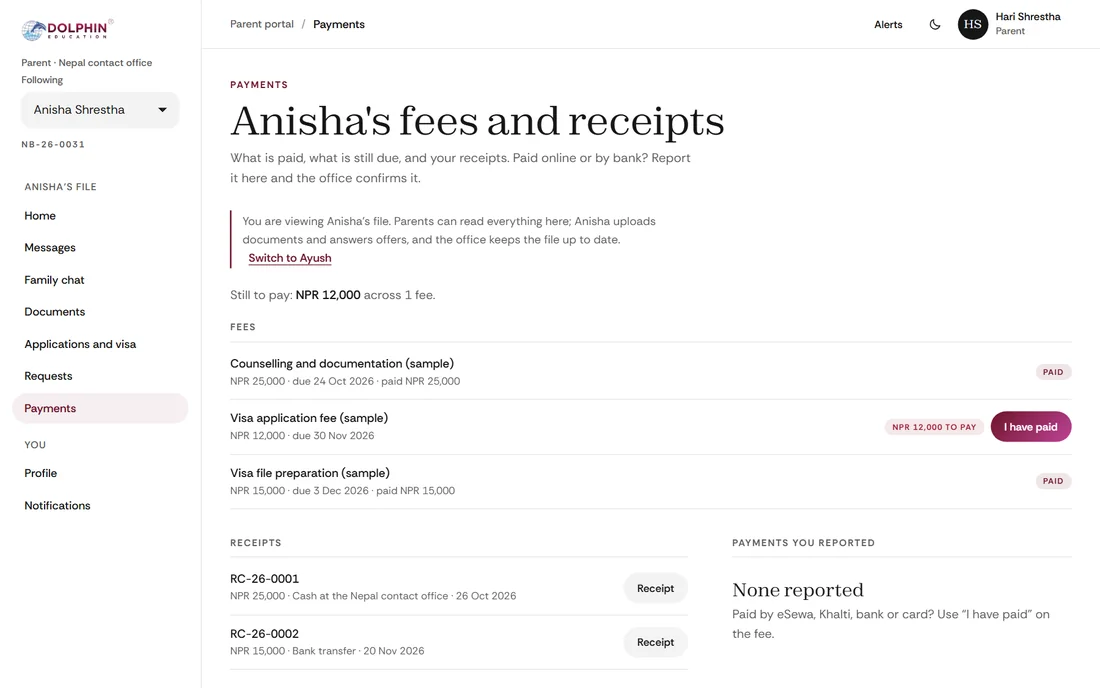 DOLPHIN
EDUCATION
Parent · Nepal contact office
Following
Anisha Shrestha
NB-26-0031
ANISHA'S FILE
Home
Messages
Family chat
Documents
Applications and visa
Requests
Payments
YOU
Profile
Notifications
Parent portal / Payments
Alerts
HS
Hari Shrestha
Parent
PAYMENTS
Anisha's fees and receipts
What is paid, what is still due, and your receipts. Paid online or by bank? Report
it here and the office confirms it.
You are viewing Anisha's file. Parents can read everything here; Anisha uploads
documents and answers offers, and the office keeps the file up to date.
Switch to Ayush
Still to pay: NPR 12,000 across 1 fee.
FEES
Counselling and documentation (sample)
NPR 25,000 · due 24 Oct 2026 · paid NPR 25,000
PAID
Visa application fee (sample)
NPR 12,000 · due 30 Nov 2026
NPR 12,000 TO PAY
I have paid
Visa file preparation (sample)
NPR 15,000 · due 3 Dec 2026 · paid NPR 15,000
PAID
RECEIPTS
RC-26-0001
NPR 25,000 · Cash at the Nepal contact office · 26 Oct 2026
Receipt
RC-26-0002
NPR 15,000 · Bank transfer · 20 Nov 2026
Receipt
PAYMENTS YOU REPORTED
None reported
Paid by eSewa, Khalti, bank or card? Use “I have paid” on
the fee.